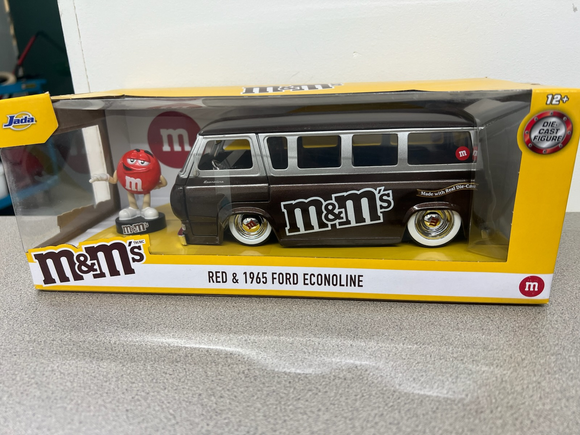 m&m's
Jada
12+
DIE CAST
FIGURE
m
m
m
m&m's
Made with Real Die-Cast
m&m's
m&m's
RED & 1965 FORD ECONOLINE
m